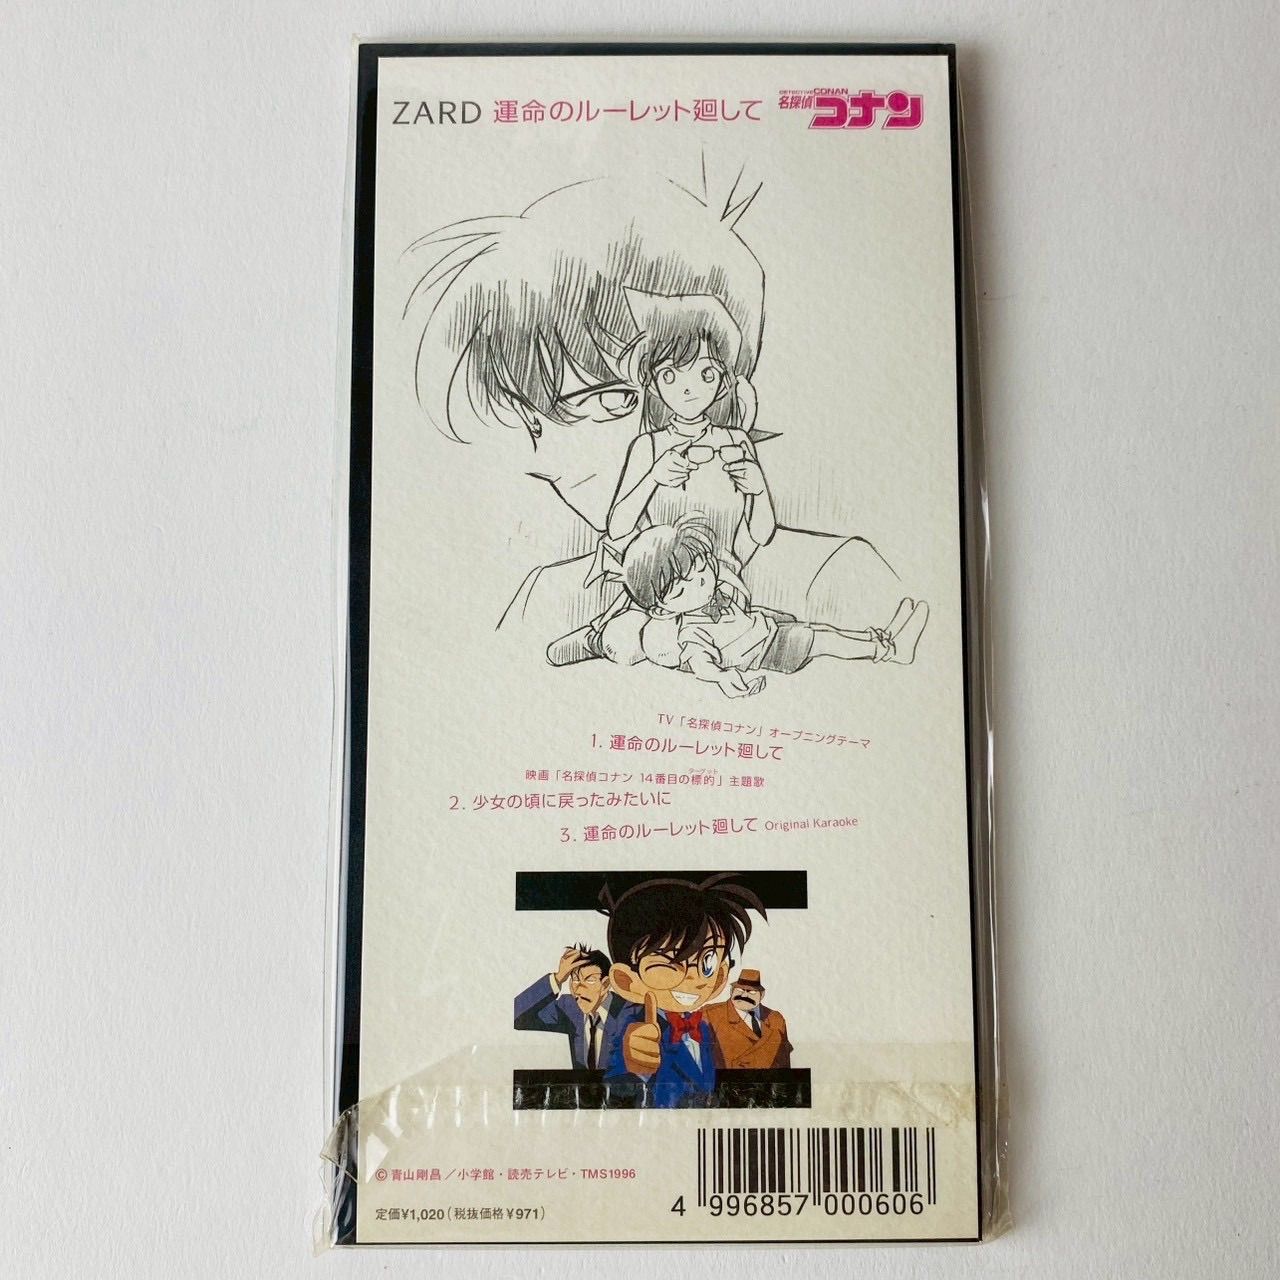 ZARD 運命のルーレット廻して
DETECTIVE CONAN
名探偵コナン
TV「名探偵コナン」オープニングテーマ
1. 運命のルーレット廻して
ターゲット
映画「名探偵コナン 14番目の標的」主題歌
2. 少女の頃に戻ったみたいに
3. 運命のルーレット廻して Original Karaoke
© 青山剛昌／小学館・読売テレビ・TMS1996
定価¥1,020(税抜価格¥971)
4 996857 000606